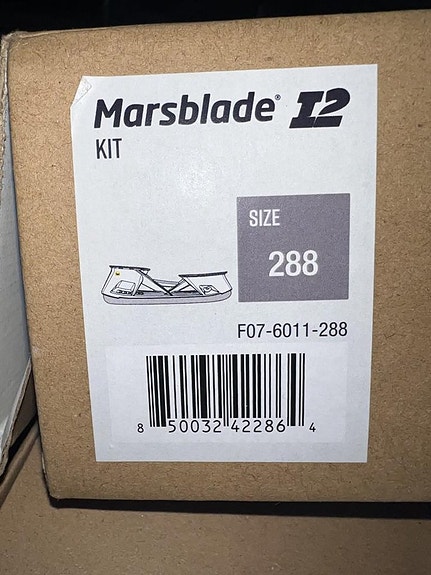 Marsblade® I2
KIT
SIZE
288
F07-6011-288
8 50032 42286 4